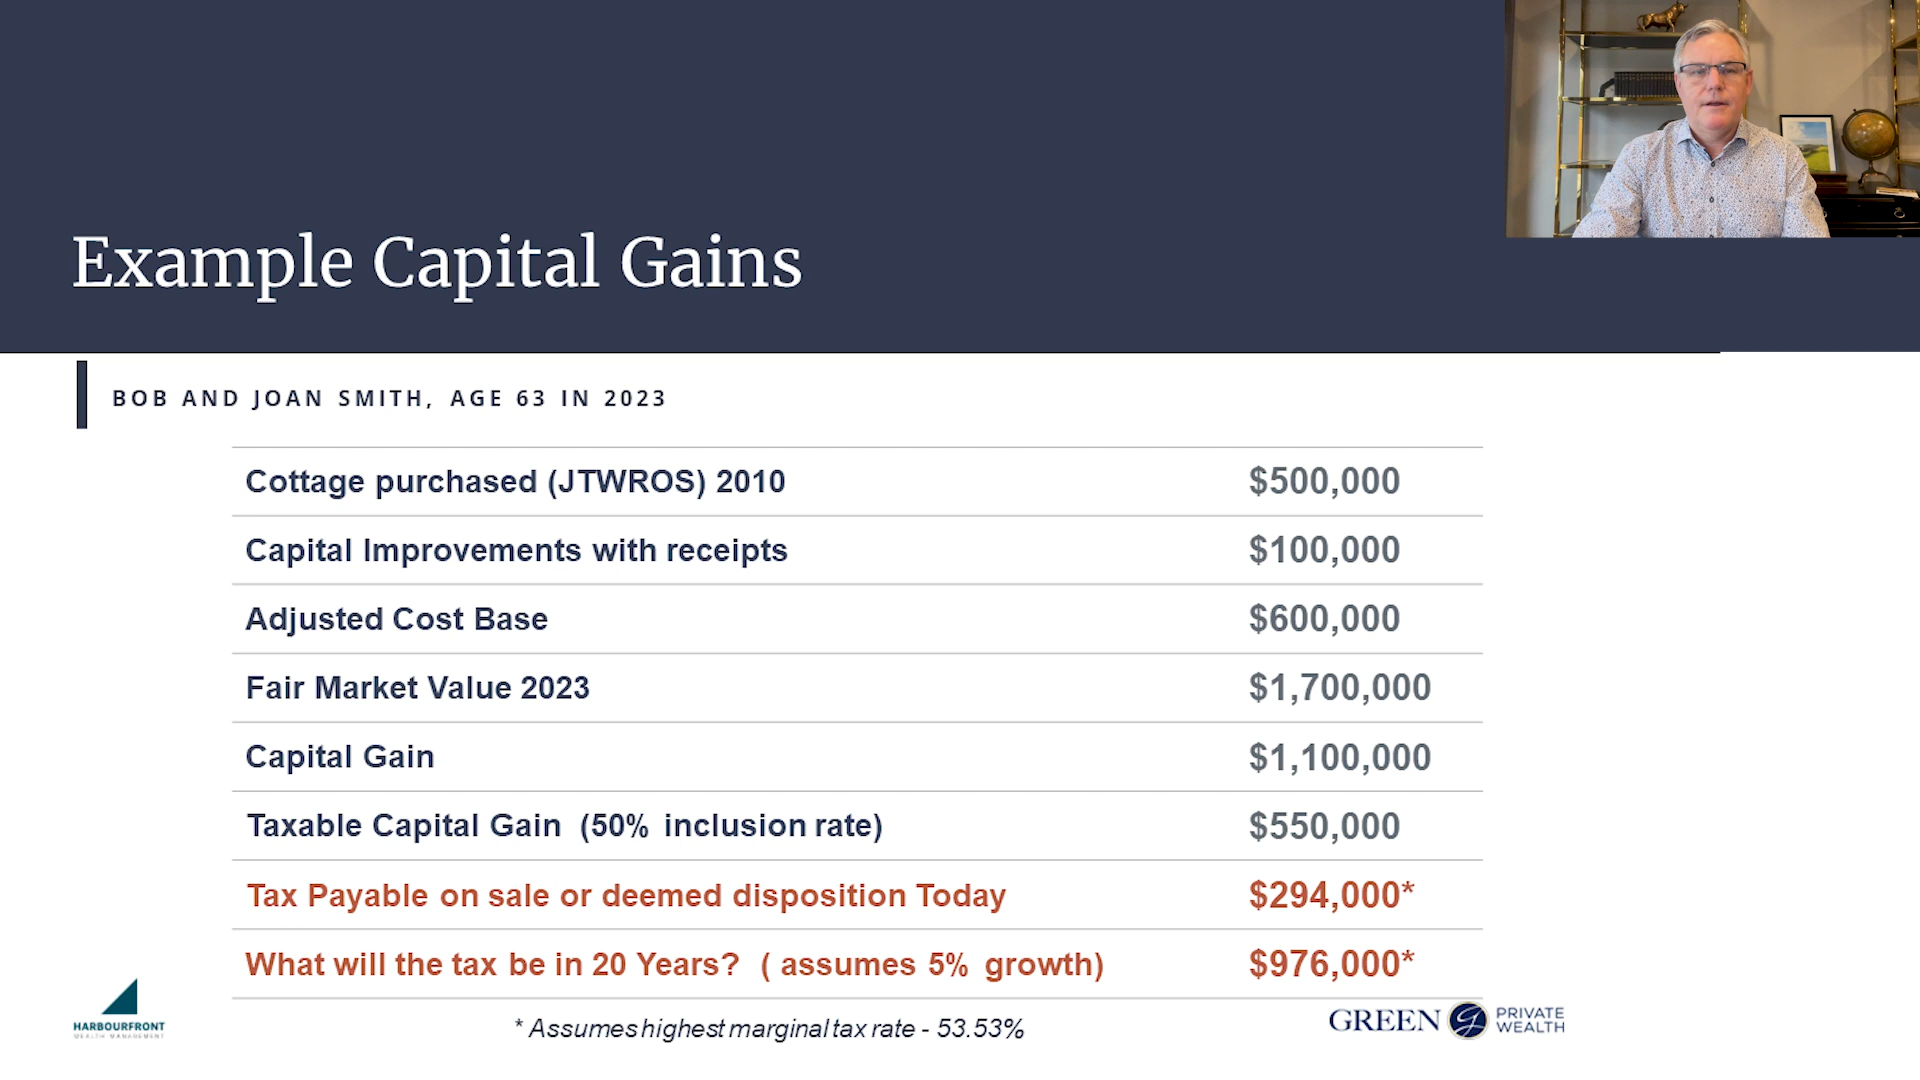 Example Capital Gains
BOB AND JOAN SMITH, AGE 63 IN 2023
Cottage purchased (JTWROS) 2010 $500,000
Capital Improvements with receipts $100,000
Adjusted Cost Base $600,000
Fair Market Value 2023 $1,700,000
Capital Gain $1,100,000
Taxable Capital Gain (50% inclusion rate) $550,000
Tax Payable on sale or deemed disposition Today $294,000*
What will the tax be in 20 Years? ( assumes 5% growth) $976,000*
* Assumes highest marginal tax rate - 53.53%
HARBOURFRONT
WEALTH MANAGEMENT
GREEN G PRIVATE
WEALTH